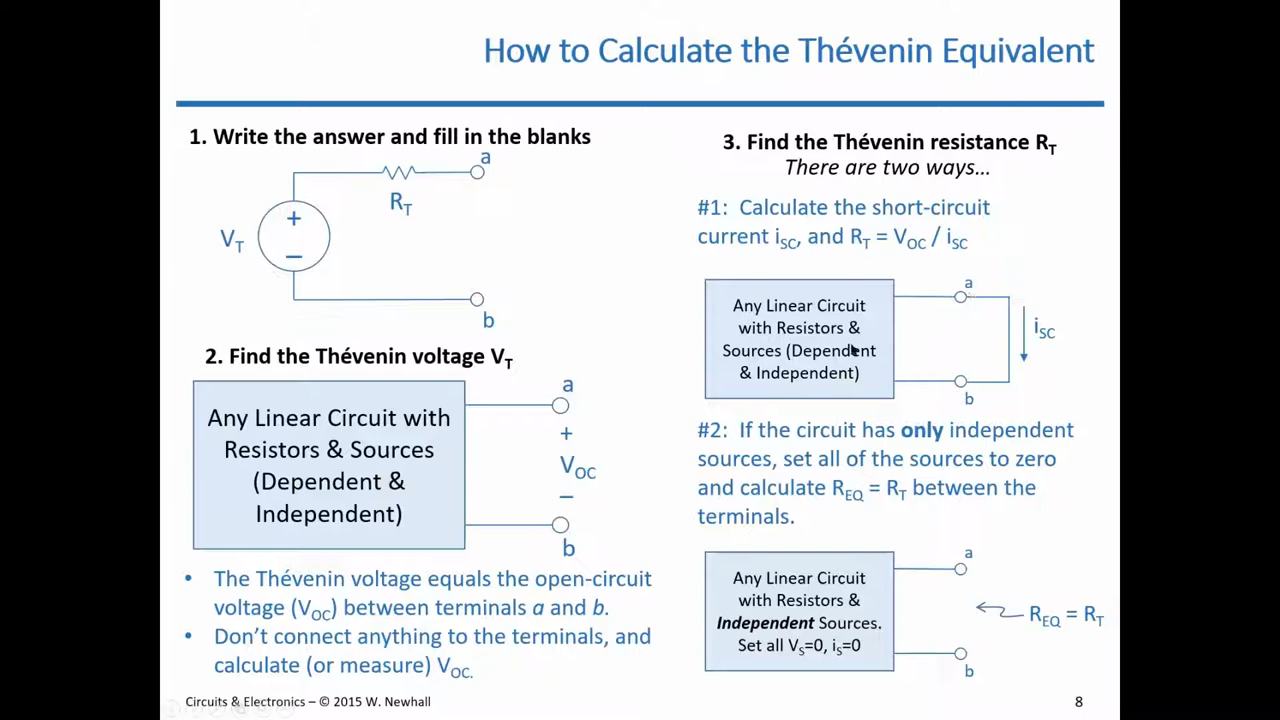 How to Calculate the Thévenin Equivalent
1. Write the answer and fill in the blanks
a
R_T
+
V_T
−
b
2. Find the Thévenin voltage V_T
Any Linear Circuit with
Resistors & Sources
(Dependent &
Independent)
a
+
V_OC
−
b
• The Thévenin voltage equals the open-circuit
voltage (V_OC) between terminals a and b.
• Don't connect anything to the terminals, and
calculate (or measure) V_OC.
3. Find the Thévenin resistance R_T
There are two ways...
#1: Calculate the short-circuit
current i_SC, and R_T = V_OC / i_SC
Any Linear Circuit
with Resistors &
Sources (Dependent
& Independent)
a
i_SC
b
#2: If the circuit has only independent
sources, set all of the sources to zero
and calculate R_EQ = R_T between the
terminals.
Any Linear Circuit
with Resistors &
Independent Sources.
Set all V_S=0, i_S=0
a
R_EQ = R_T
b
Circuits & Electronics – © 2015 W. Newhall
8